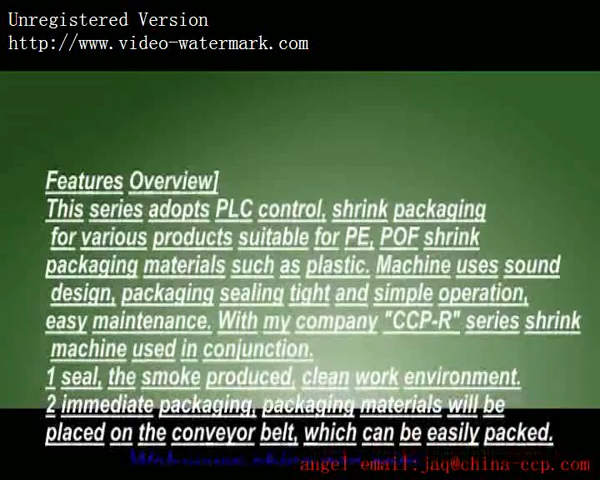 Unregistered Version
http://www.video-watermark.com
Features Overview]
This series adopts PLC control, shrink packaging
for various products suitable for PE, POF shrink
packaging materials such as plastic. Machine uses sound
design, packaging sealing tight and simple operation,
easy maintenance. With my company "CCP-R" series shrink
machine used in conjunction.
1 seal, the smoke produced, clean work environment.
2 immediate packaging, packaging materials will be
placed on the conveyor belt, which can be easily packed.
angel-email:jaq@china-ccp.com